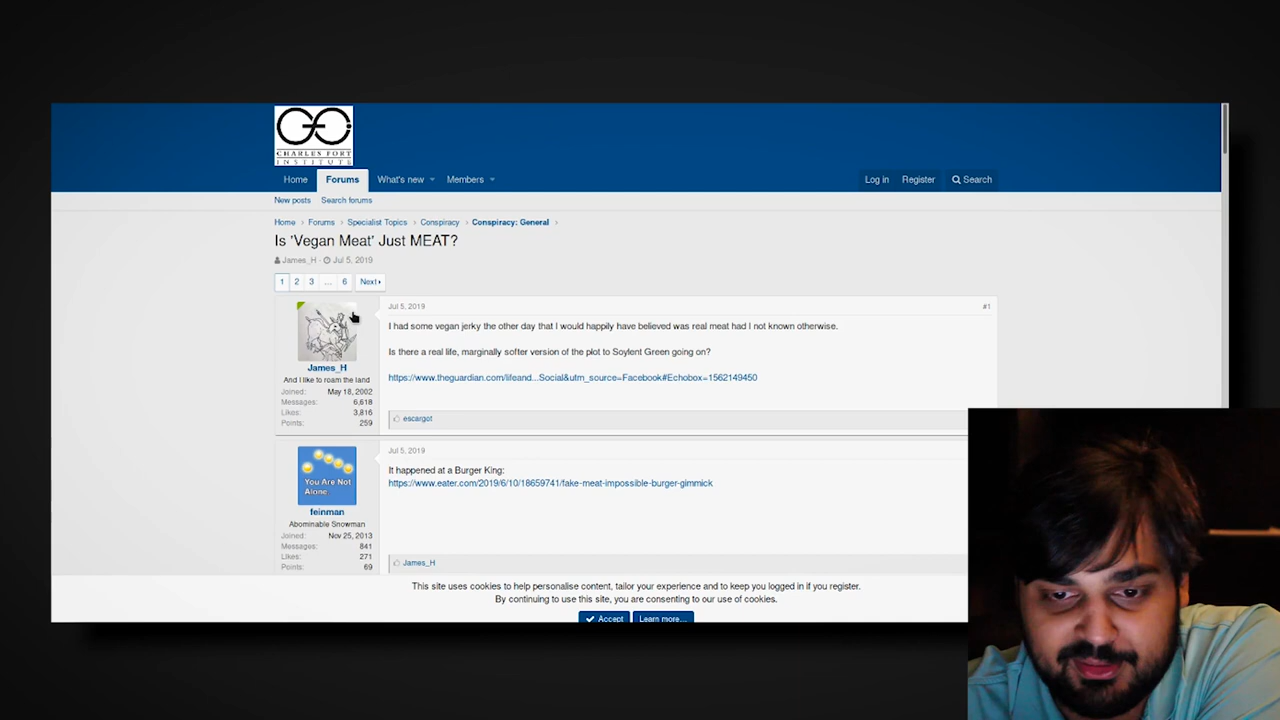 CHARLES FORT
INSTITUTE
Home Forums What's new Members Log in Register Search
New posts Search forums
Home › Forums › Specialist Topics › Conspiracy › Conspiracy: General ›
Is 'Vegan Meat' Just MEAT?
James_H · Jul 5, 2019
1 2 3 ... 6 Next
Jul 5, 2019 #1
I had some vegan jerky the other day that I would happily have believed was real meat had I not known otherwise.
Is there a real life, marginally softer version of the plot to Soylent Green going on?
James_H
And I like to roam the land
https://www.theguardian.com/lifeand...Social&utm_source=Facebook#Echobox=1562149450
Joined: May 18, 2002
Messages: 6,618
Likes: 3,816
Points: 259
escargot
Jul 5, 2019
It happened at a Burger King:
https://www.eater.com/2019/6/10/18659741/fake-meat-impossible-burger-gimmick
You Are Not
Alone
feinman
Abominable Snowman
Joined: Nov 25, 2013
Messages: 841
Likes: 271
Points: 69
James_H
This site uses cookies to help personalise content, tailor your experience and to keep you logged in if you register.
By continuing to use this site, you are consenting to our use of cookies.
Accept Learn more...